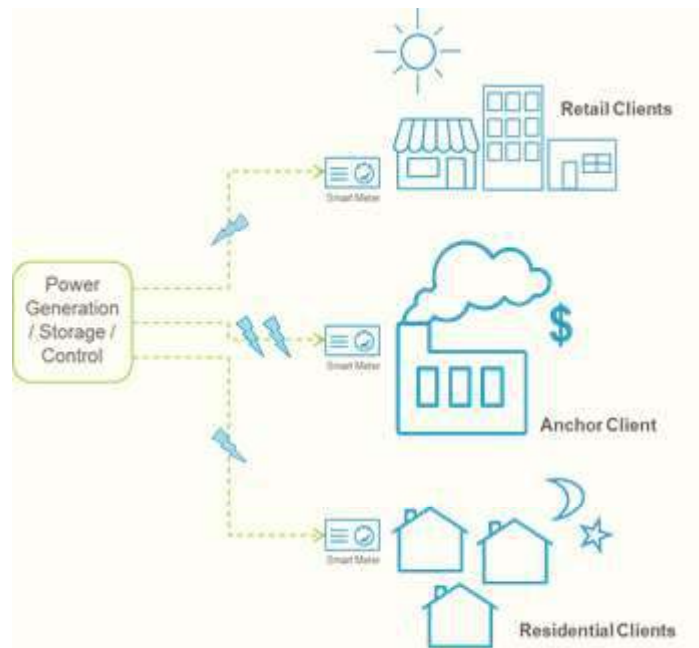 Retail Clients
Smart Meter
Power
Generation
/ Storage /
Control
$
Smart Meter
Anchor Client
Smart Meter
Residential Clients